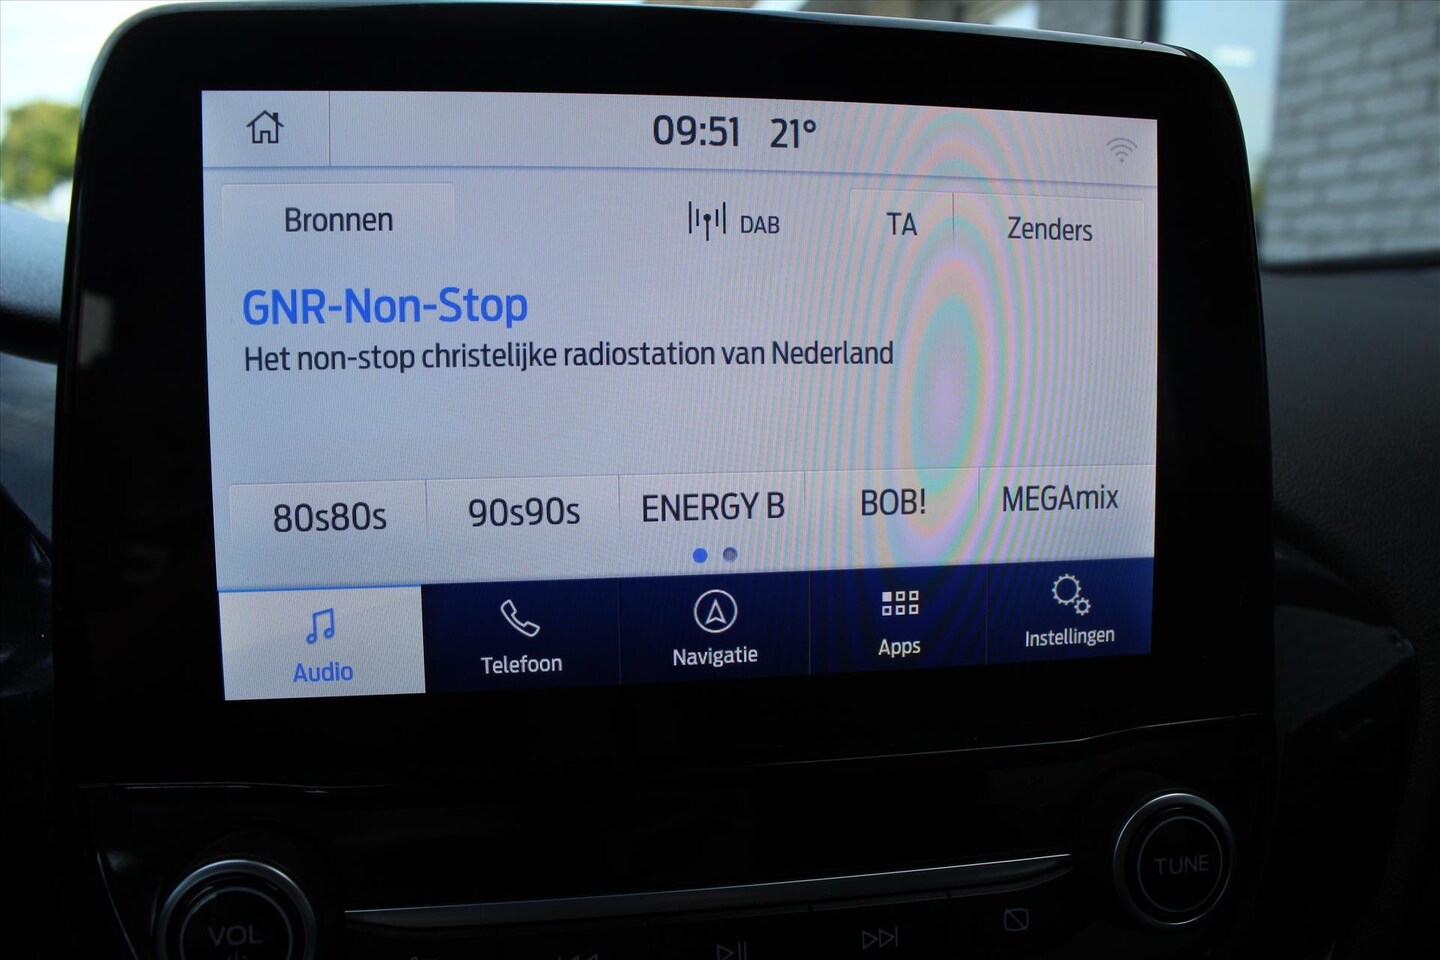 09:51 21°
Bronnen DAB TA Zenders
GNR-Non-Stop
Het non-stop christelijke radiostation van Nederland
80s80s 90s90s ENERGY B BOB! MEGAmix
Audio Telefoon Navigatie Apps Instellingen
VOL TUNE